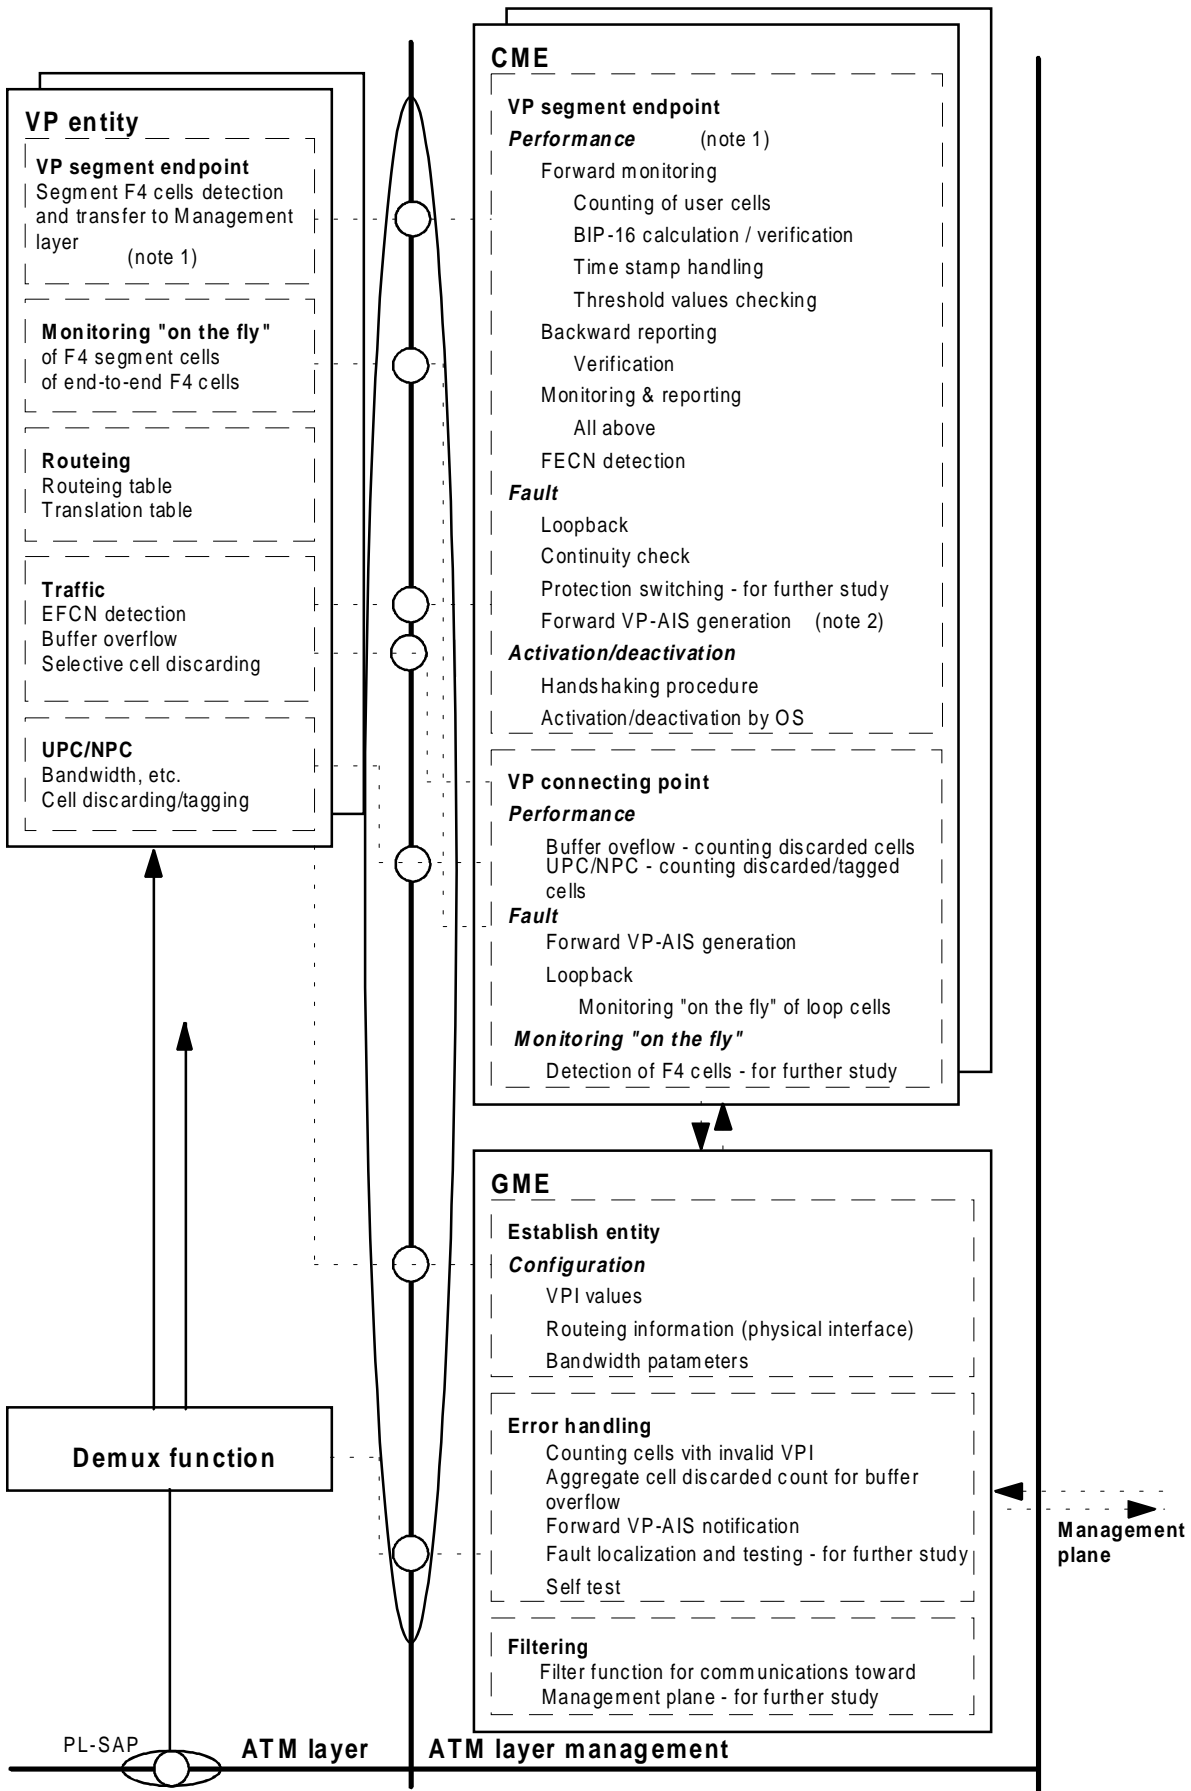 VP entity
VP segment endpoint
Segment F4 cells detection
and transfer to Management
layer
(note 1)
Monitoring "on the fly"
of F4 segment cells
of end-to-end F4 cells
Routeing
Routeing table
Translation table
Traffic
EFCN detection
Buffer overflow
Selective cell discarding
UPC/NPC
Bandwidth, etc.
Cell discarding/tagging
CME
VP segment endpoint
Performance (note 1)
Forward monitoring
Counting of user cells
BIP-16 calculation / verification
Time stamp handling
Threshold values checking
Backward reporting
Verification
Monitoring & reporting
All above
FECN detection
Fault
Loopback
Continuity check
Protection switching - for further study
Forward VP-AIS generation (note 2)
Activation/deactivation
Handshaking procedure
Activation/deactivation by OS
VP connecting point
Performance
Buffer oveflow - counting discarded cells
UPC/NPC - counting discarded/tagged
cells
Fault
Forward VP-AIS generation
Loopback
Monitoring "on the fly" of loop cells
Monitoring "on the fly"
Detection of F4 cells - for further study
GME
Establish entity
Configuration
VPI values
Routeing information (physical interface)
Bandwidth patameters
Error handling
Counting cells vith invalid VPI
Aggregate cell discarded count for buffer
overflow
Forward VP-AIS notification
Fault localization and testing - for further study
Self test
Filtering
Filter function for communications toward
Management plane - for further study
Demux function
Management
plane
PL-SAP
ATM layer
ATM layer management